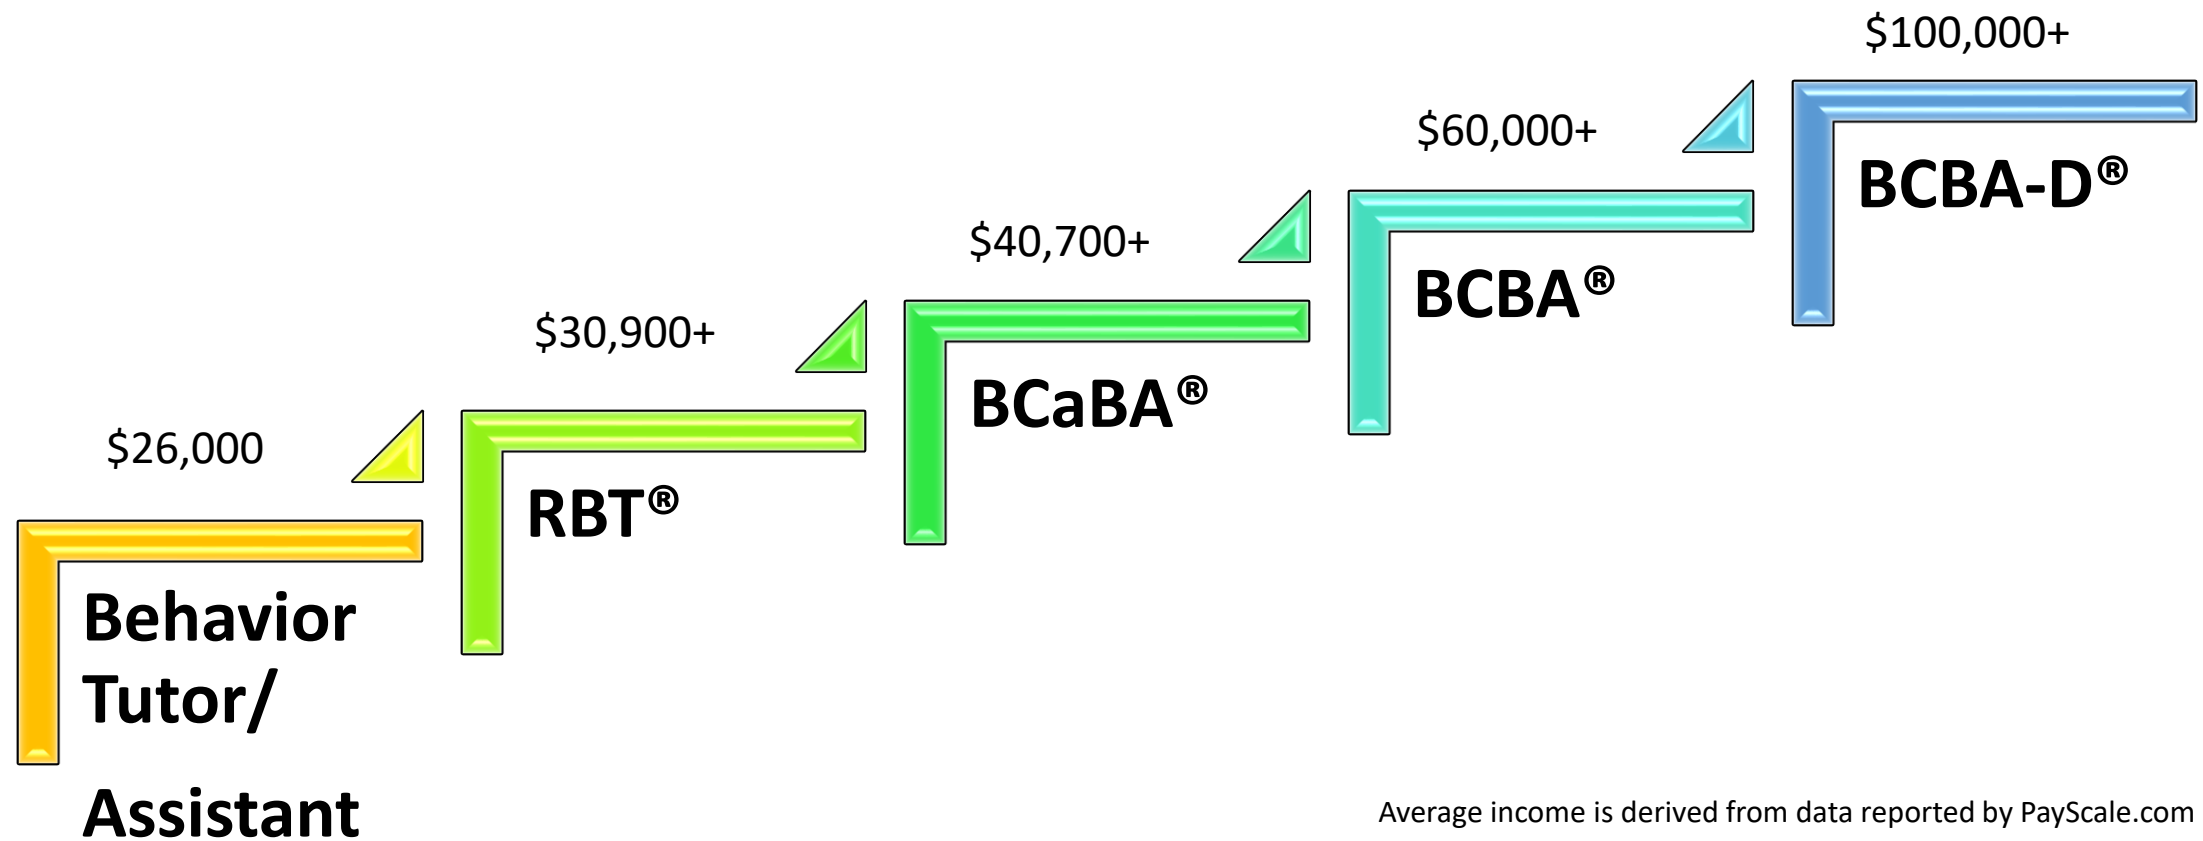 $26,000
Behavior
Tutor/
Assistant
$30,900+
RBT®
$40,700+
BCaBA®
$60,000+
BCBA®
$100,000+
BCBA-D®
Average income is derived from data reported by PayScale.com